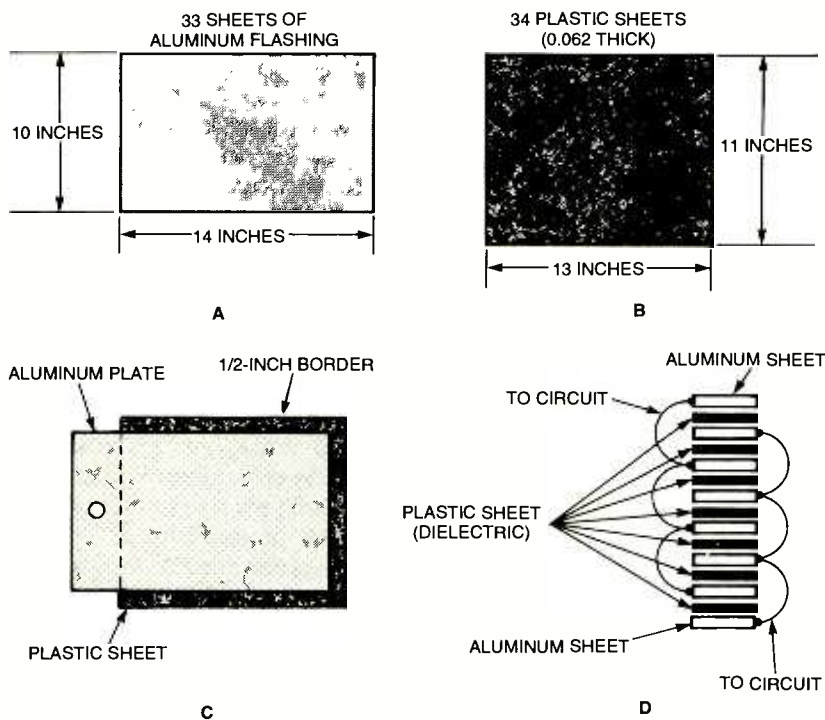 33 SHEETS OF
ALUMINUM FLASHING
10 INCHES
14 INCHES
A
34 PLASTIC SHEETS
(0.062 THICK)
11 INCHES
13 INCHES
B
ALUMINUM PLATE
1/2-INCH BORDER
PLASTIC SHEET
C
ALUMINUM SHEET
TO CIRCUIT
PLASTIC SHEET
(DIELECTRIC)
ALUMINUM SHEET
TO CIRCUIT
D